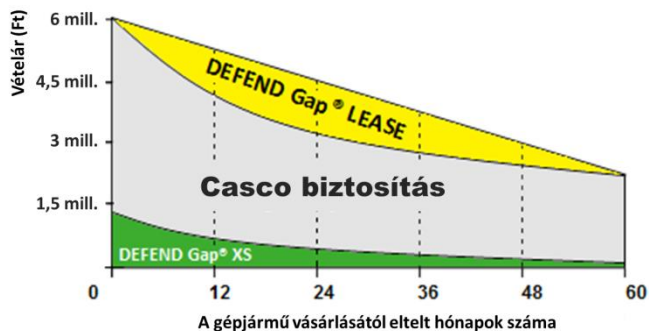 Vételár (Ft)
6 mill.
4,5 mill.
3 mill.
1,5 mill.
DEFEND Gap ® LEASE
Casco biztosítás
DEFEND Gap® XS
0 12 24 36 48 60
A gépjármű vásárlásától eltelt hónapok száma